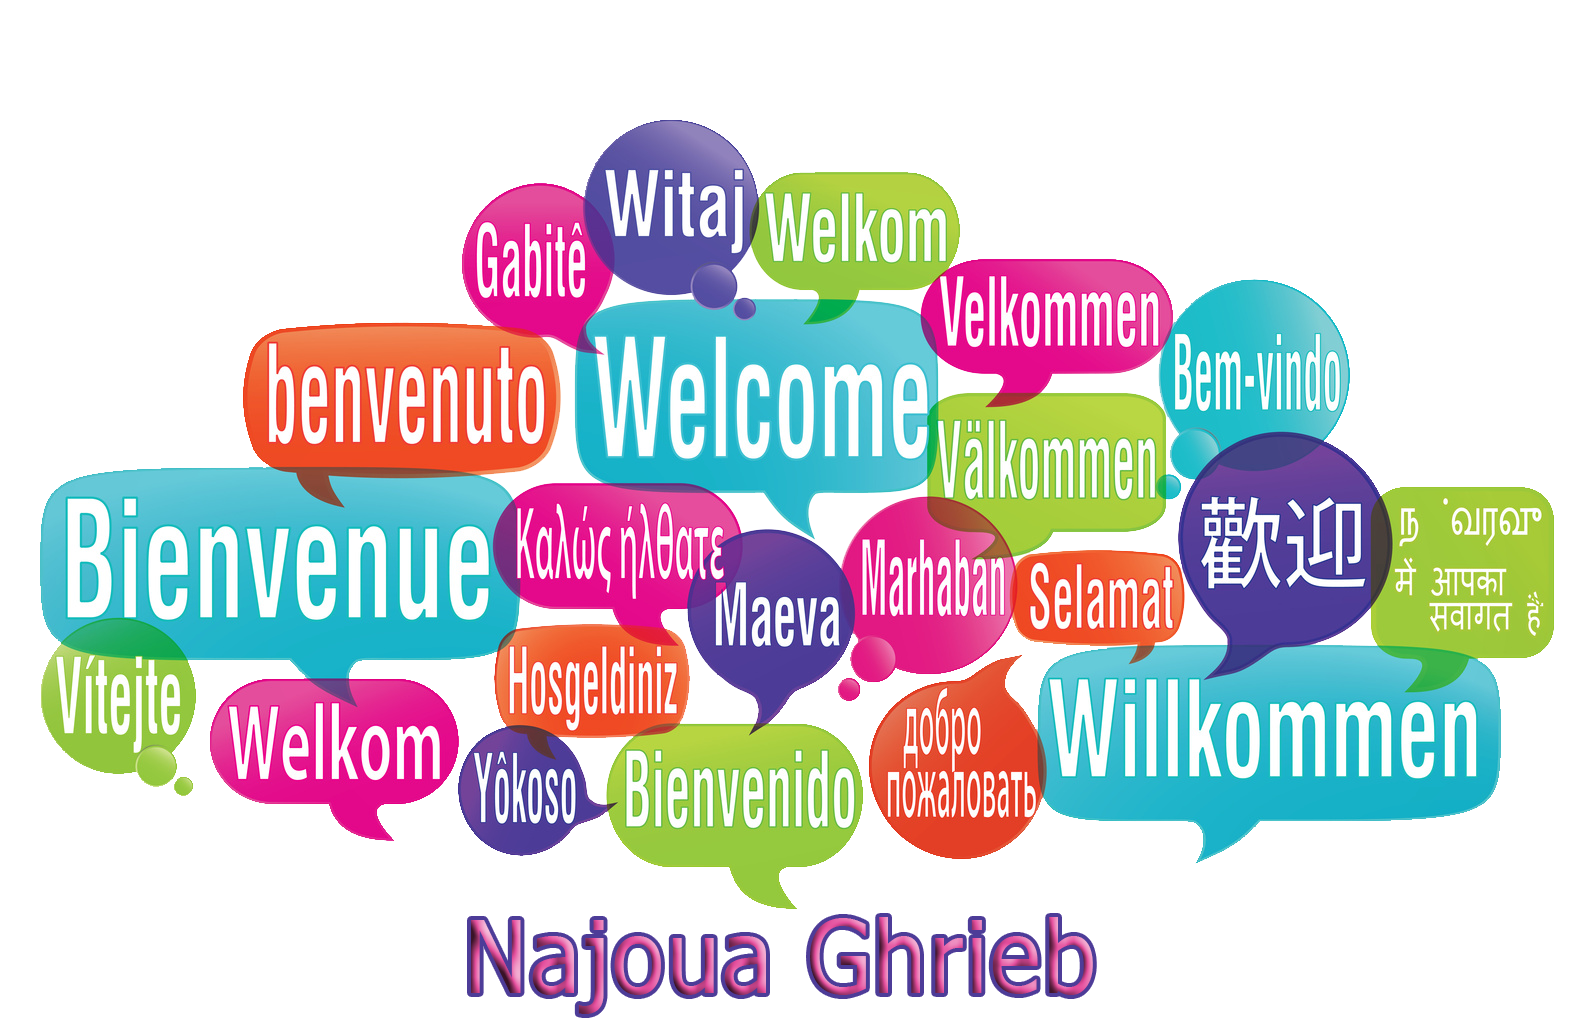 Witaj
Gabitê
Welkom
Velkommen
Bem-vindo
benvenuto
Welcome
Välkommen
Bienvenue
Καλώς ήλθατε
歡迎
Marhaban
Maeva
Selamat
வரவு
में आपका
सवागत हैं
Vítejte
Hosgeldiniz
Welkom
Willkommen
Yôkoso
Bienvenido
добро
пожаловать
Najoua Ghrieb